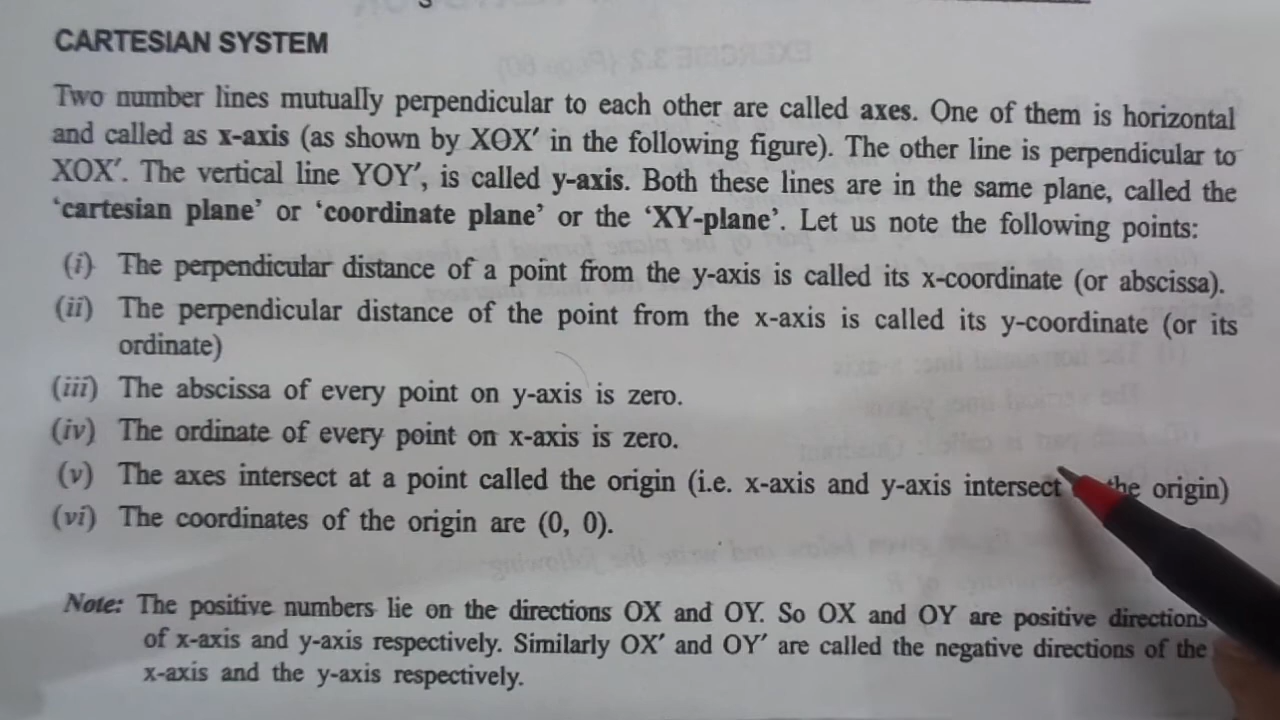 CARTESIAN SYSTEM
Two number lines mutually perpendicular to each other are called axes. One of them is horizontal
and called as x-axis (as shown by XOX′ in the following figure). The other line is perpendicular to
XOX′. The vertical line YOY′, is called y-axis. Both these lines are in the same plane, called the
‘cartesian plane’ or ‘coordinate plane’ or the ‘XY-plane’. Let us note the following points:
(i) The perpendicular distance of a point from the y-axis is called its x-coordinate (or abscissa).
(ii) The perpendicular distance of the point from the x-axis is called its y-coordinate (or its
ordinate)
(iii) The abscissa of every point on y-axis is zero.
(iv) The ordinate of every point on x-axis is zero.
(v) The axes intersect at a point called the origin (i.e. x-axis and y-axis intersect the origin)
(vi) The coordinates of the origin are (0, 0).
Note: The positive numbers lie on the directions OX and OY. So OX and OY are positive directions
of x-axis and y-axis respectively. Similarly OX′ and OY′ are called the negative directions of the
x-axis and the y-axis respectively.